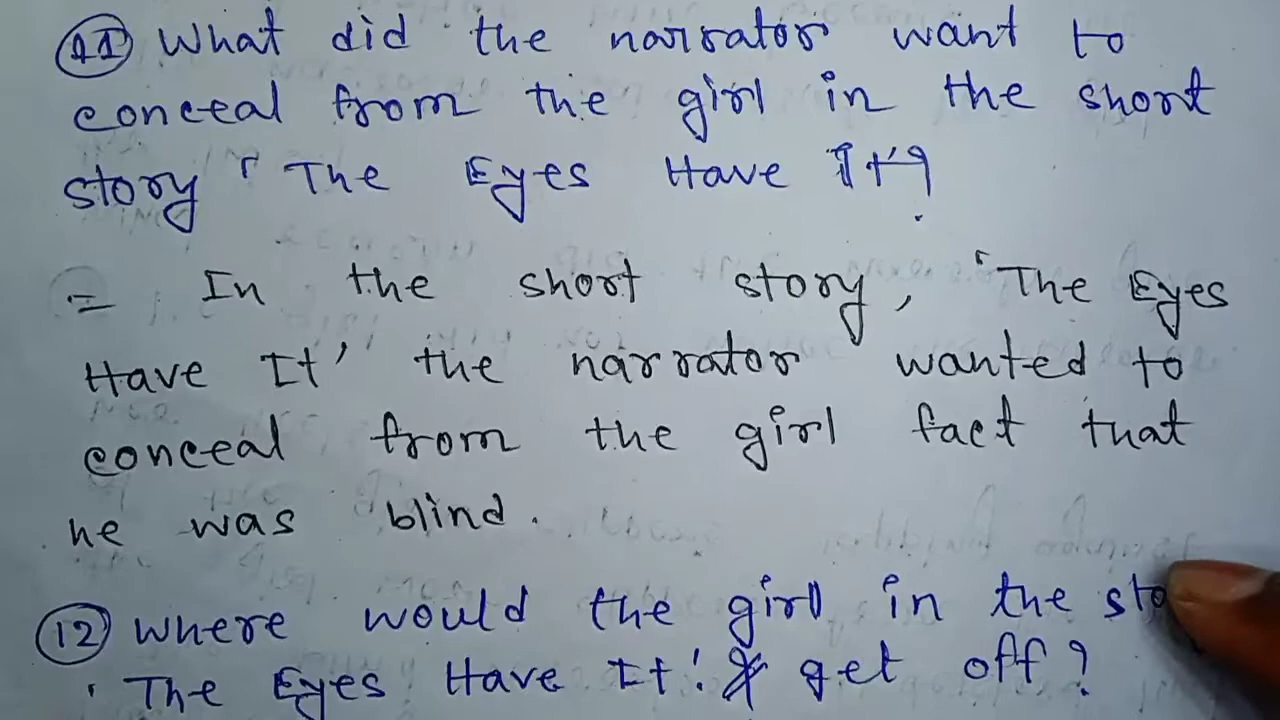 11 What did the narrator want to
conceal from the girl in the short
story 'The Eyes Have It'?
= In the short story, 'The Eyes
Have It' the narrator wanted to
conceal from the girl fact that
he was blind.
12 Where would the girl in the sto
'The Eyes Have It' get off?